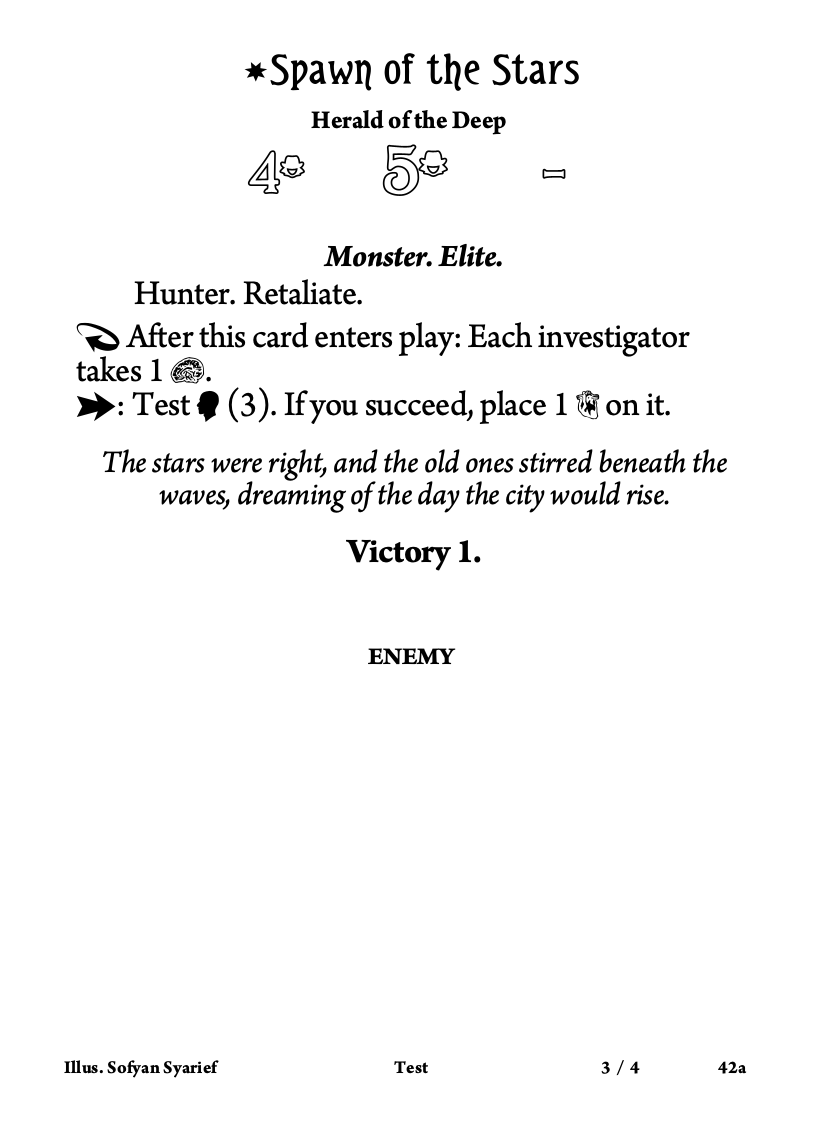 Spawn of the Stars
Herald of the Deep
4 5 –
Monster. Elite.
Hunter. Retaliate.
After this card enters play: Each investigator
takes 1 .
: Test (3). If you succeed, place 1 on it.
The stars were right, and the old ones stirred beneath the
waves, dreaming of the day the city would rise.
Victory 1.
ENEMY
Illus. Sofyan Syarief Test 3 / 4 42a